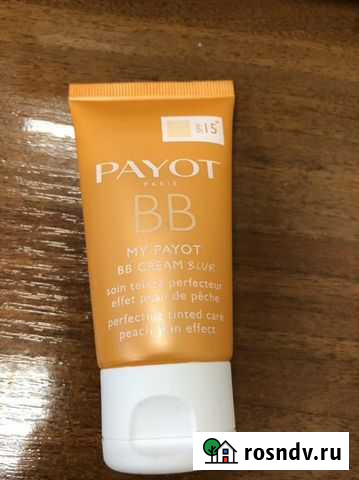 SPF 15
PAYOT
PARIS
BB
MY PAYOT
BB CREAM BLUR
soin teinté perfecteur
effet peau de pêche
perfecting tinted care
peach skin effect
rosndv.ru